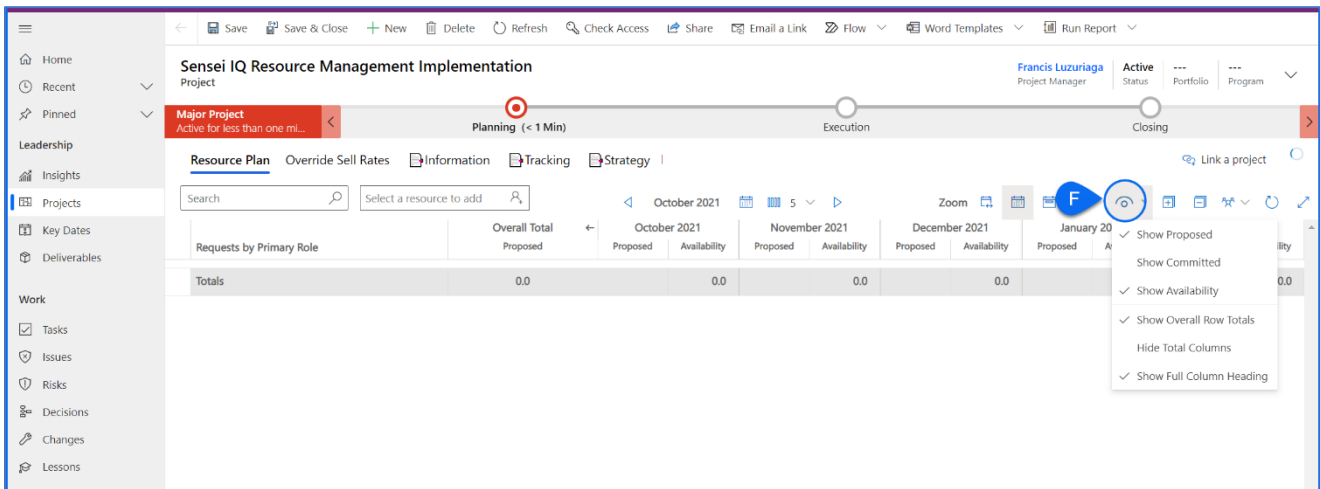 Save Save & Close New Delete Refresh Check Access Share Email a Link Flow Word Templates Run Report
Home
Recent
Pinned
Leadership
Insights
Projects
Key Dates
Deliverables
Work
Tasks
Issues
Risks
Decisions
Changes
Lessons
Sensei IQ Resource Management Implementation
Project
Francis Luzuriaga Active --- ---
Project Manager Status Portfolio Program
Major Project
Active for less than one mi...
Planning (< 1 Min) Execution Closing
Resource Plan Override Sell Rates Information Tracking Strategy Link a project
Search Select a resource to add October 2021 5 Zoom F
Overall Total ← October 2021 November 2021 December 2021 January 20
Requests by Primary Role Proposed Proposed Availability Proposed Availability Proposed Availability Proposed A ility
Totals 0.0 0.0 0.0 0.0 0.0
Show Proposed
Show Committed
Show Availability
Show Overall Row Totals
Hide Total Columns
Show Full Column Heading